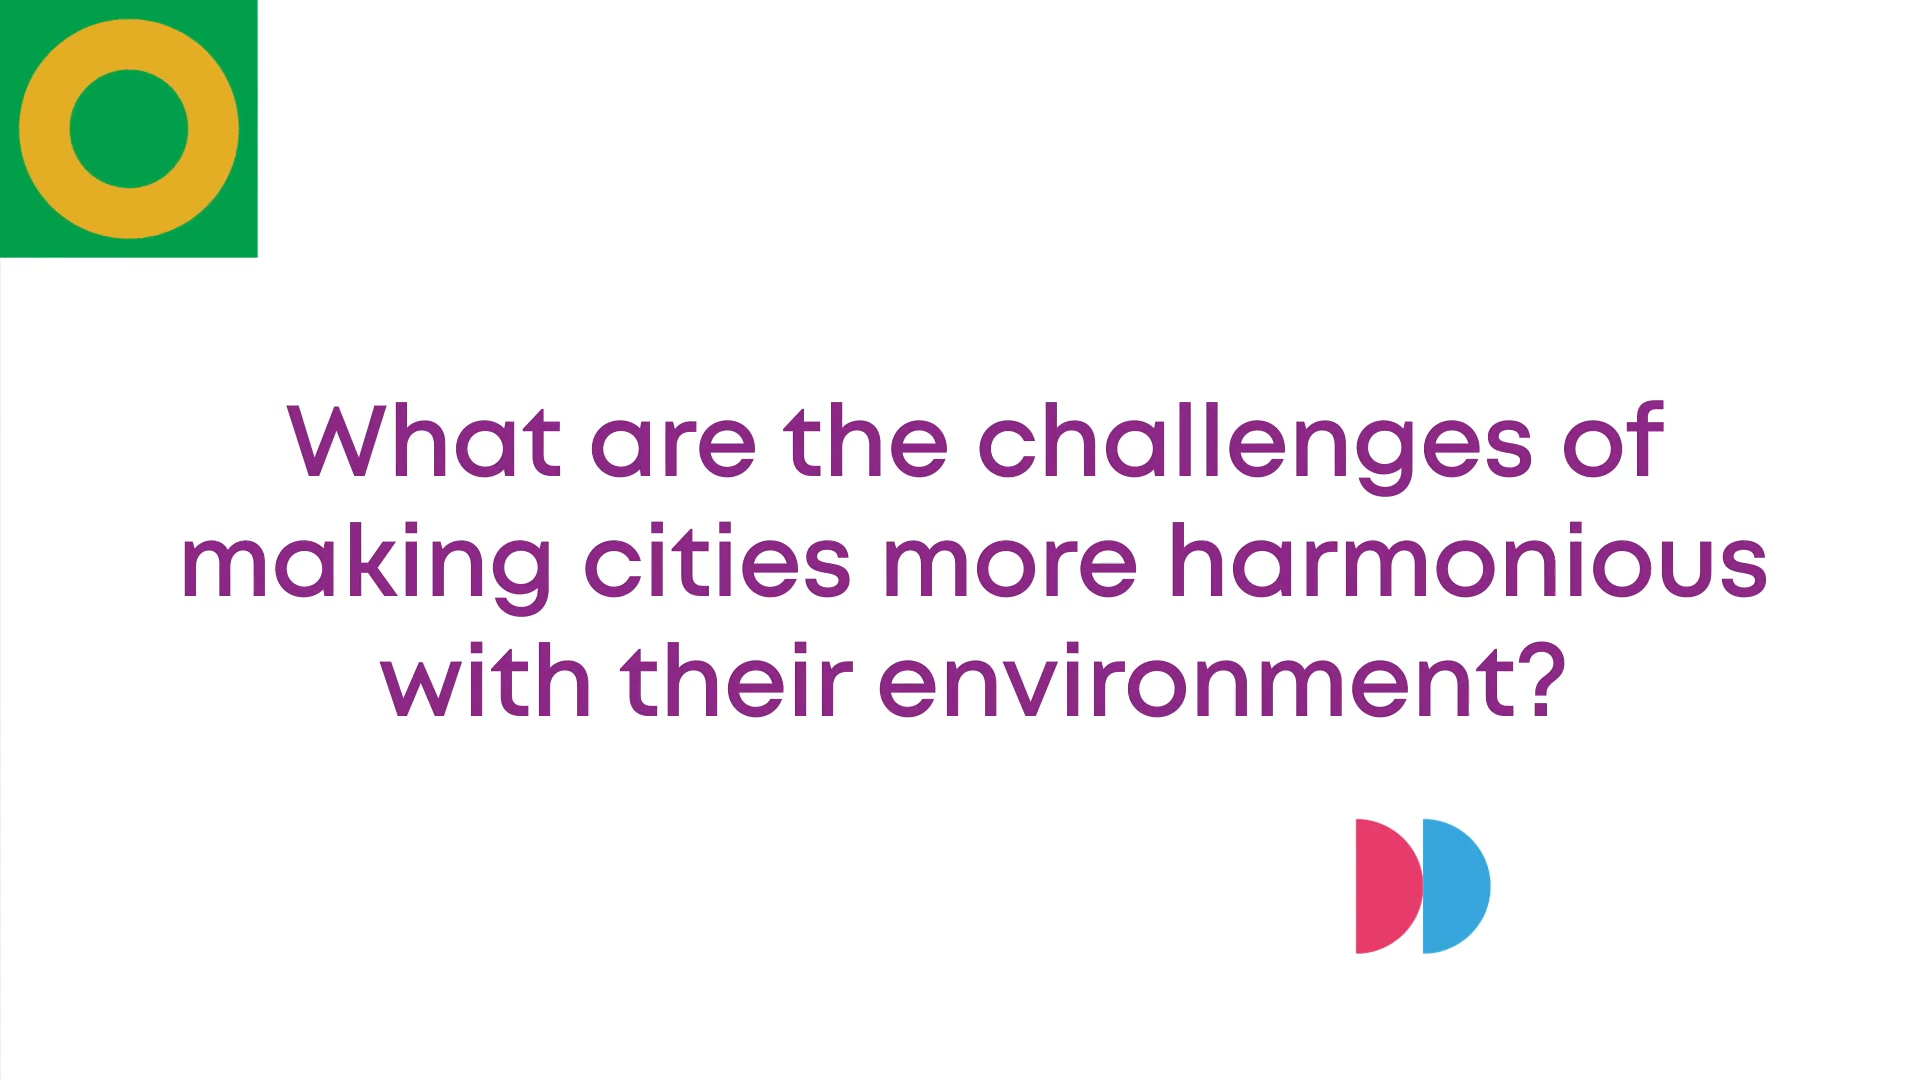 What are the challenges of
making cities more harmonious
with their environment?